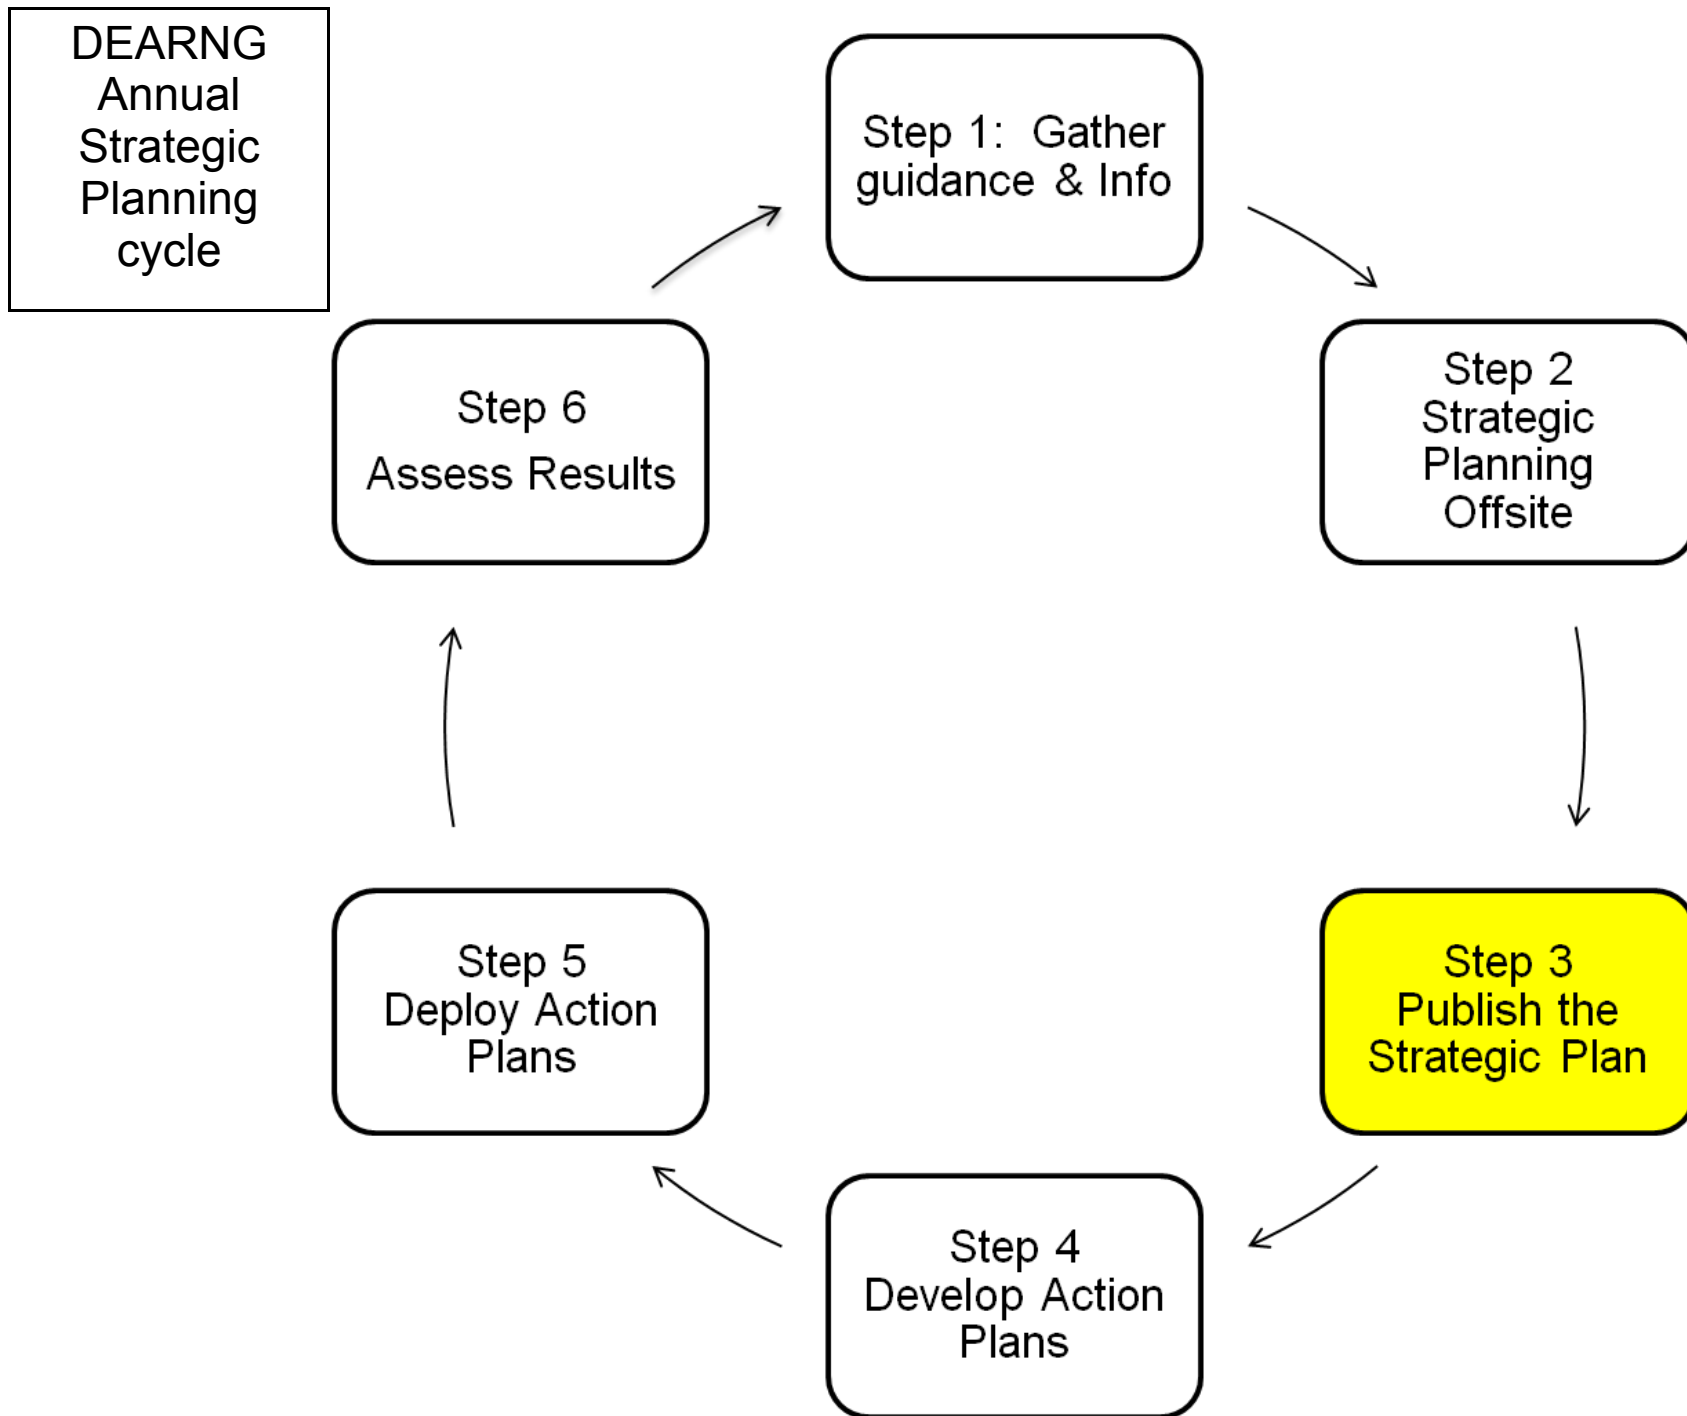 DEARNG
Annual
Strategic
Planning
cycle
Step 1:  Gather
guidance & Info
Step 2
Strategic
Planning
Offsite
Step 3
Publish the
Strategic Plan
Step 4
Develop Action
Plans
Step 5
Deploy Action
Plans
Step 6
Assess Results